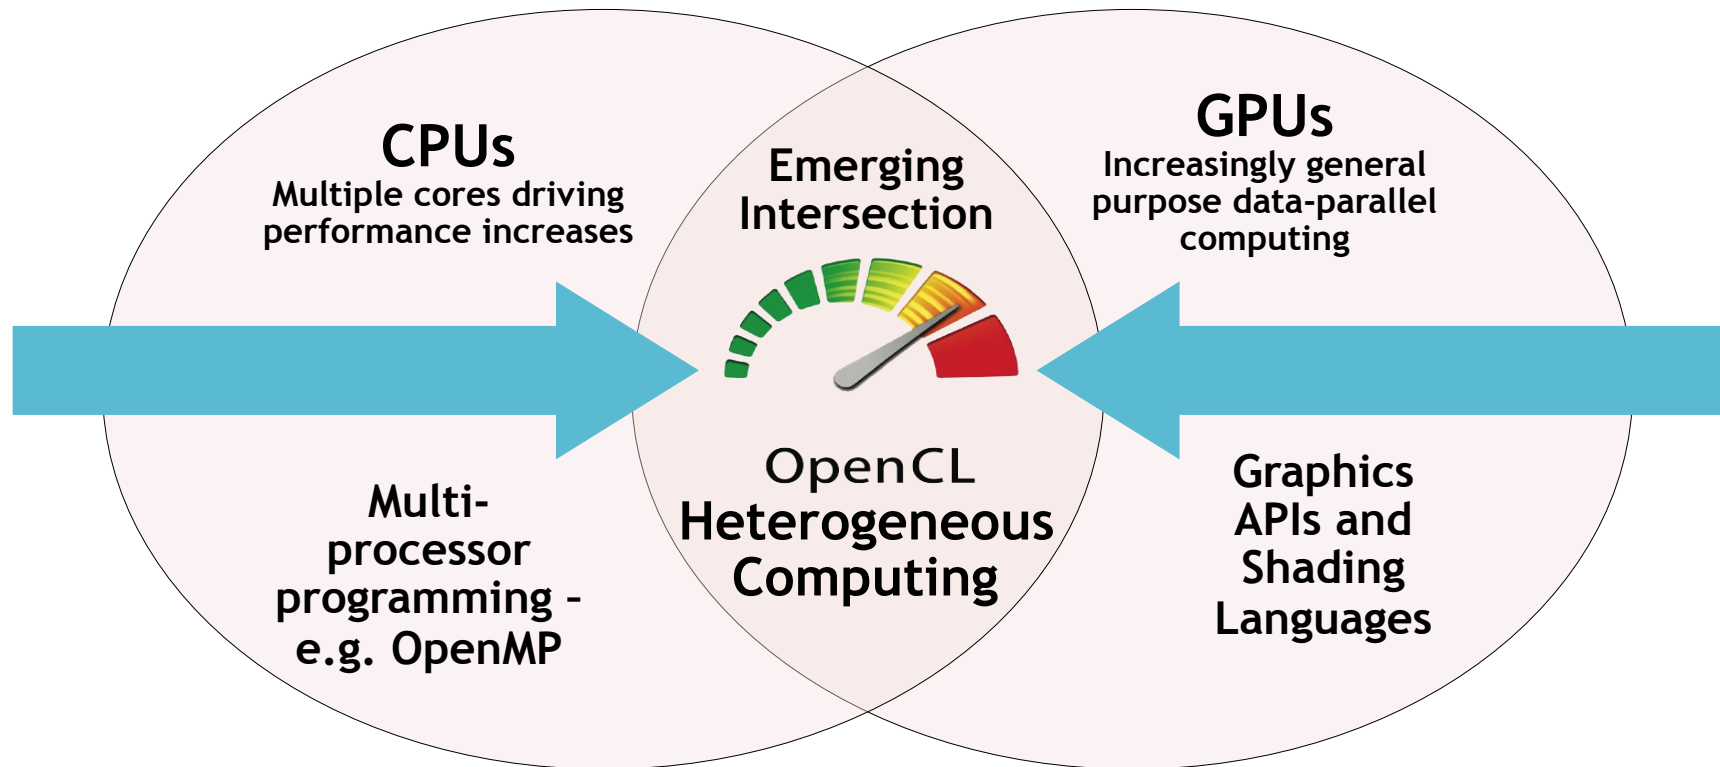 CPUs
Multiple cores driving
performance increases
Multi-
processor
programming –
e.g. OpenMP
Emerging
Intersection
OpenCL
Heterogeneous
Computing
GPUs
Increasingly general
purpose data-parallel
computing
Graphics
APIs and
Shading
Languages